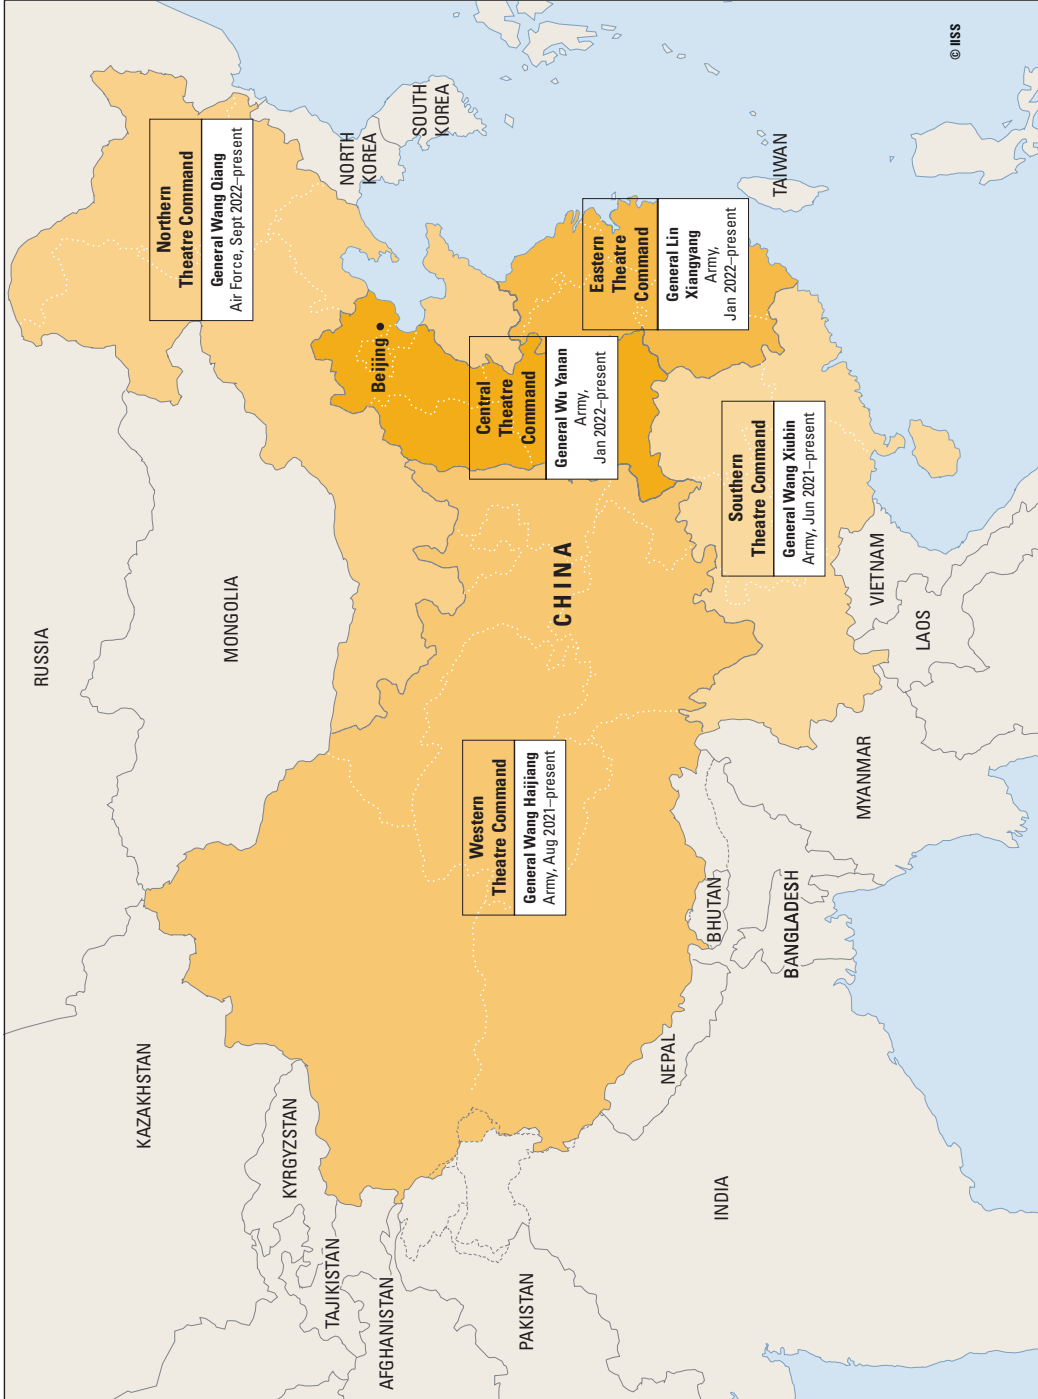 RUSSIA
KAZAKHSTAN
MONGOLIA
Northern
Theatre Command
General Wang Qiang
Air Force, Sept 2022–present
KYRGYZSTAN
TAJIKISTAN
AFGHANISTAN
Beijing
NORTH
KOREA
SOUTH
KOREA
Western
Theatre Command
General Wang Haijiang
Army, Aug 2021–present
CHINA
Central
Theatre
Command
General Wu Yanan
Army,
Jan 2022–present
PAKISTAN
Eastern
Theatre
Command
General Lin
Xiangyang
Army,
Jan 2022–present
NEPAL
BHUTAN
INDIA
BANGLADESH
Southern
Theatre Command
General Wang Xiubin
Army, Jun 2021–present
TAIWAN
MYANMAR
VIETNAM
LAOS
© IISS